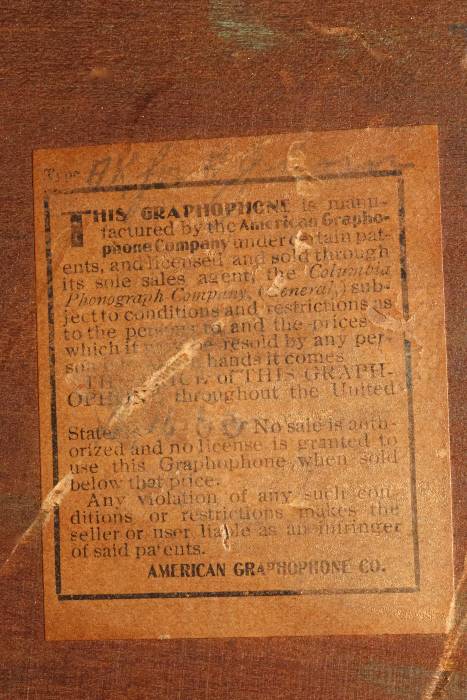 Type AK
THIS GRAPHOPHONE is manu-
factured by the American Grapho-
phone Company under certain pat-
ents, and licensed and sold through
its sole sales agent, the Columbia
Phonograph Company, (General,) sub-
ject to conditions and restrictions as
to the persons to and the prices
which it may be resold by any per-
hands it comes
THE PRICE of THIS GRAPH-
OPHONE throughout the United
States No sale is auth-
orized and no license is granted to
use this Graphophone when sold
below that price.
Any violation of any such con-
ditions or restrictions makes the
seller or user liable as an infringer
of said patents.
AMERICAN GRAPHOPHONE CO.